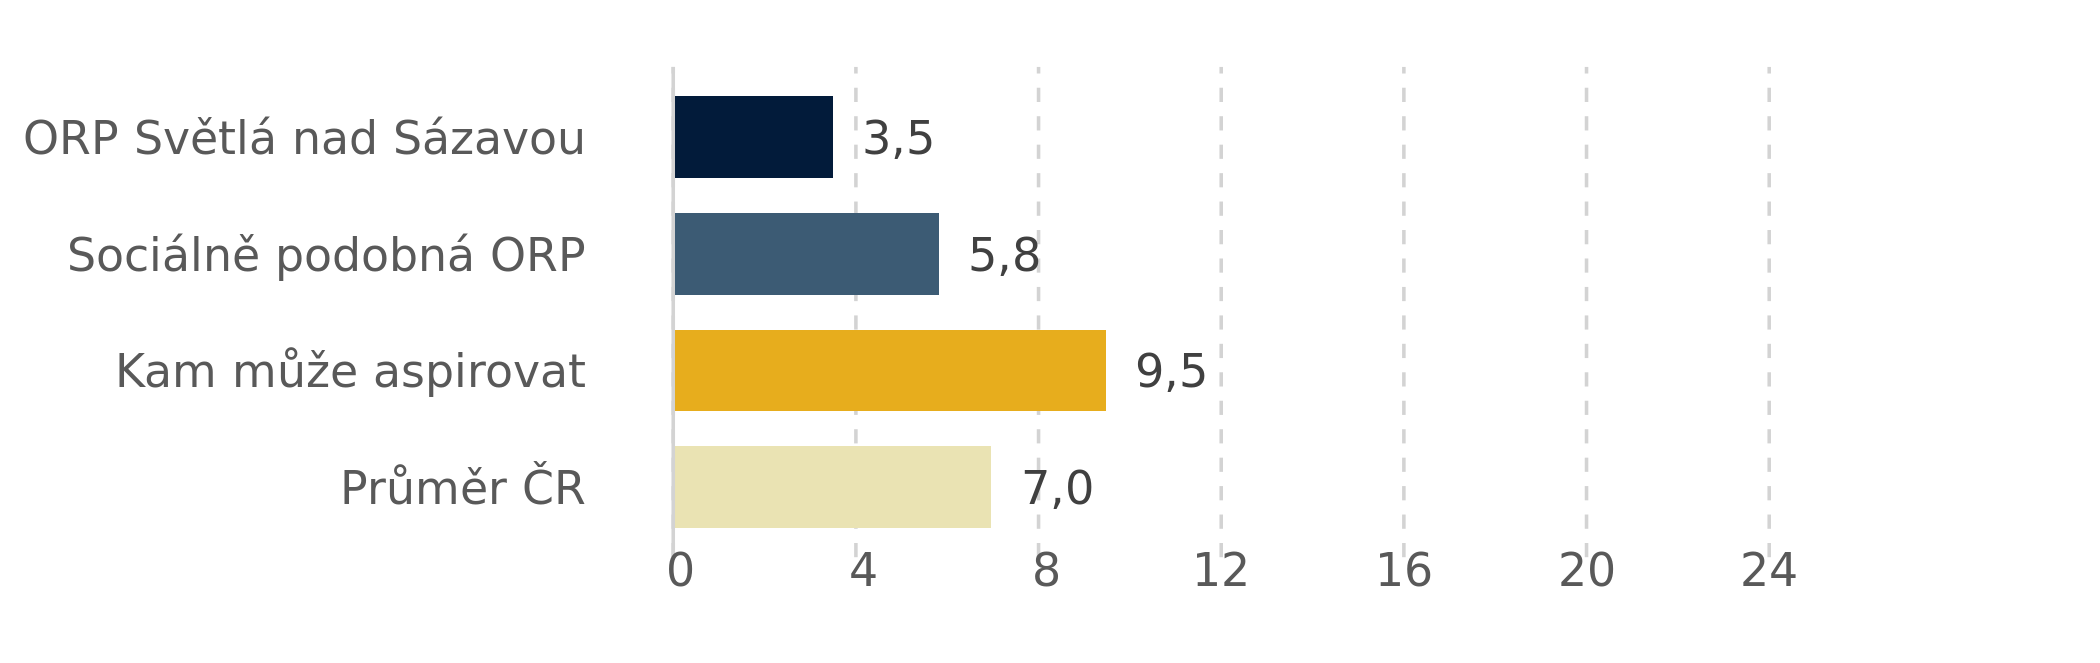 ORP Světlá nad Sázavou 3,5
Sociálně podobná ORP 5,8
Kam může aspirovat 9,5
Průměr ČR 7,0
0 4 8 12 16 20 24